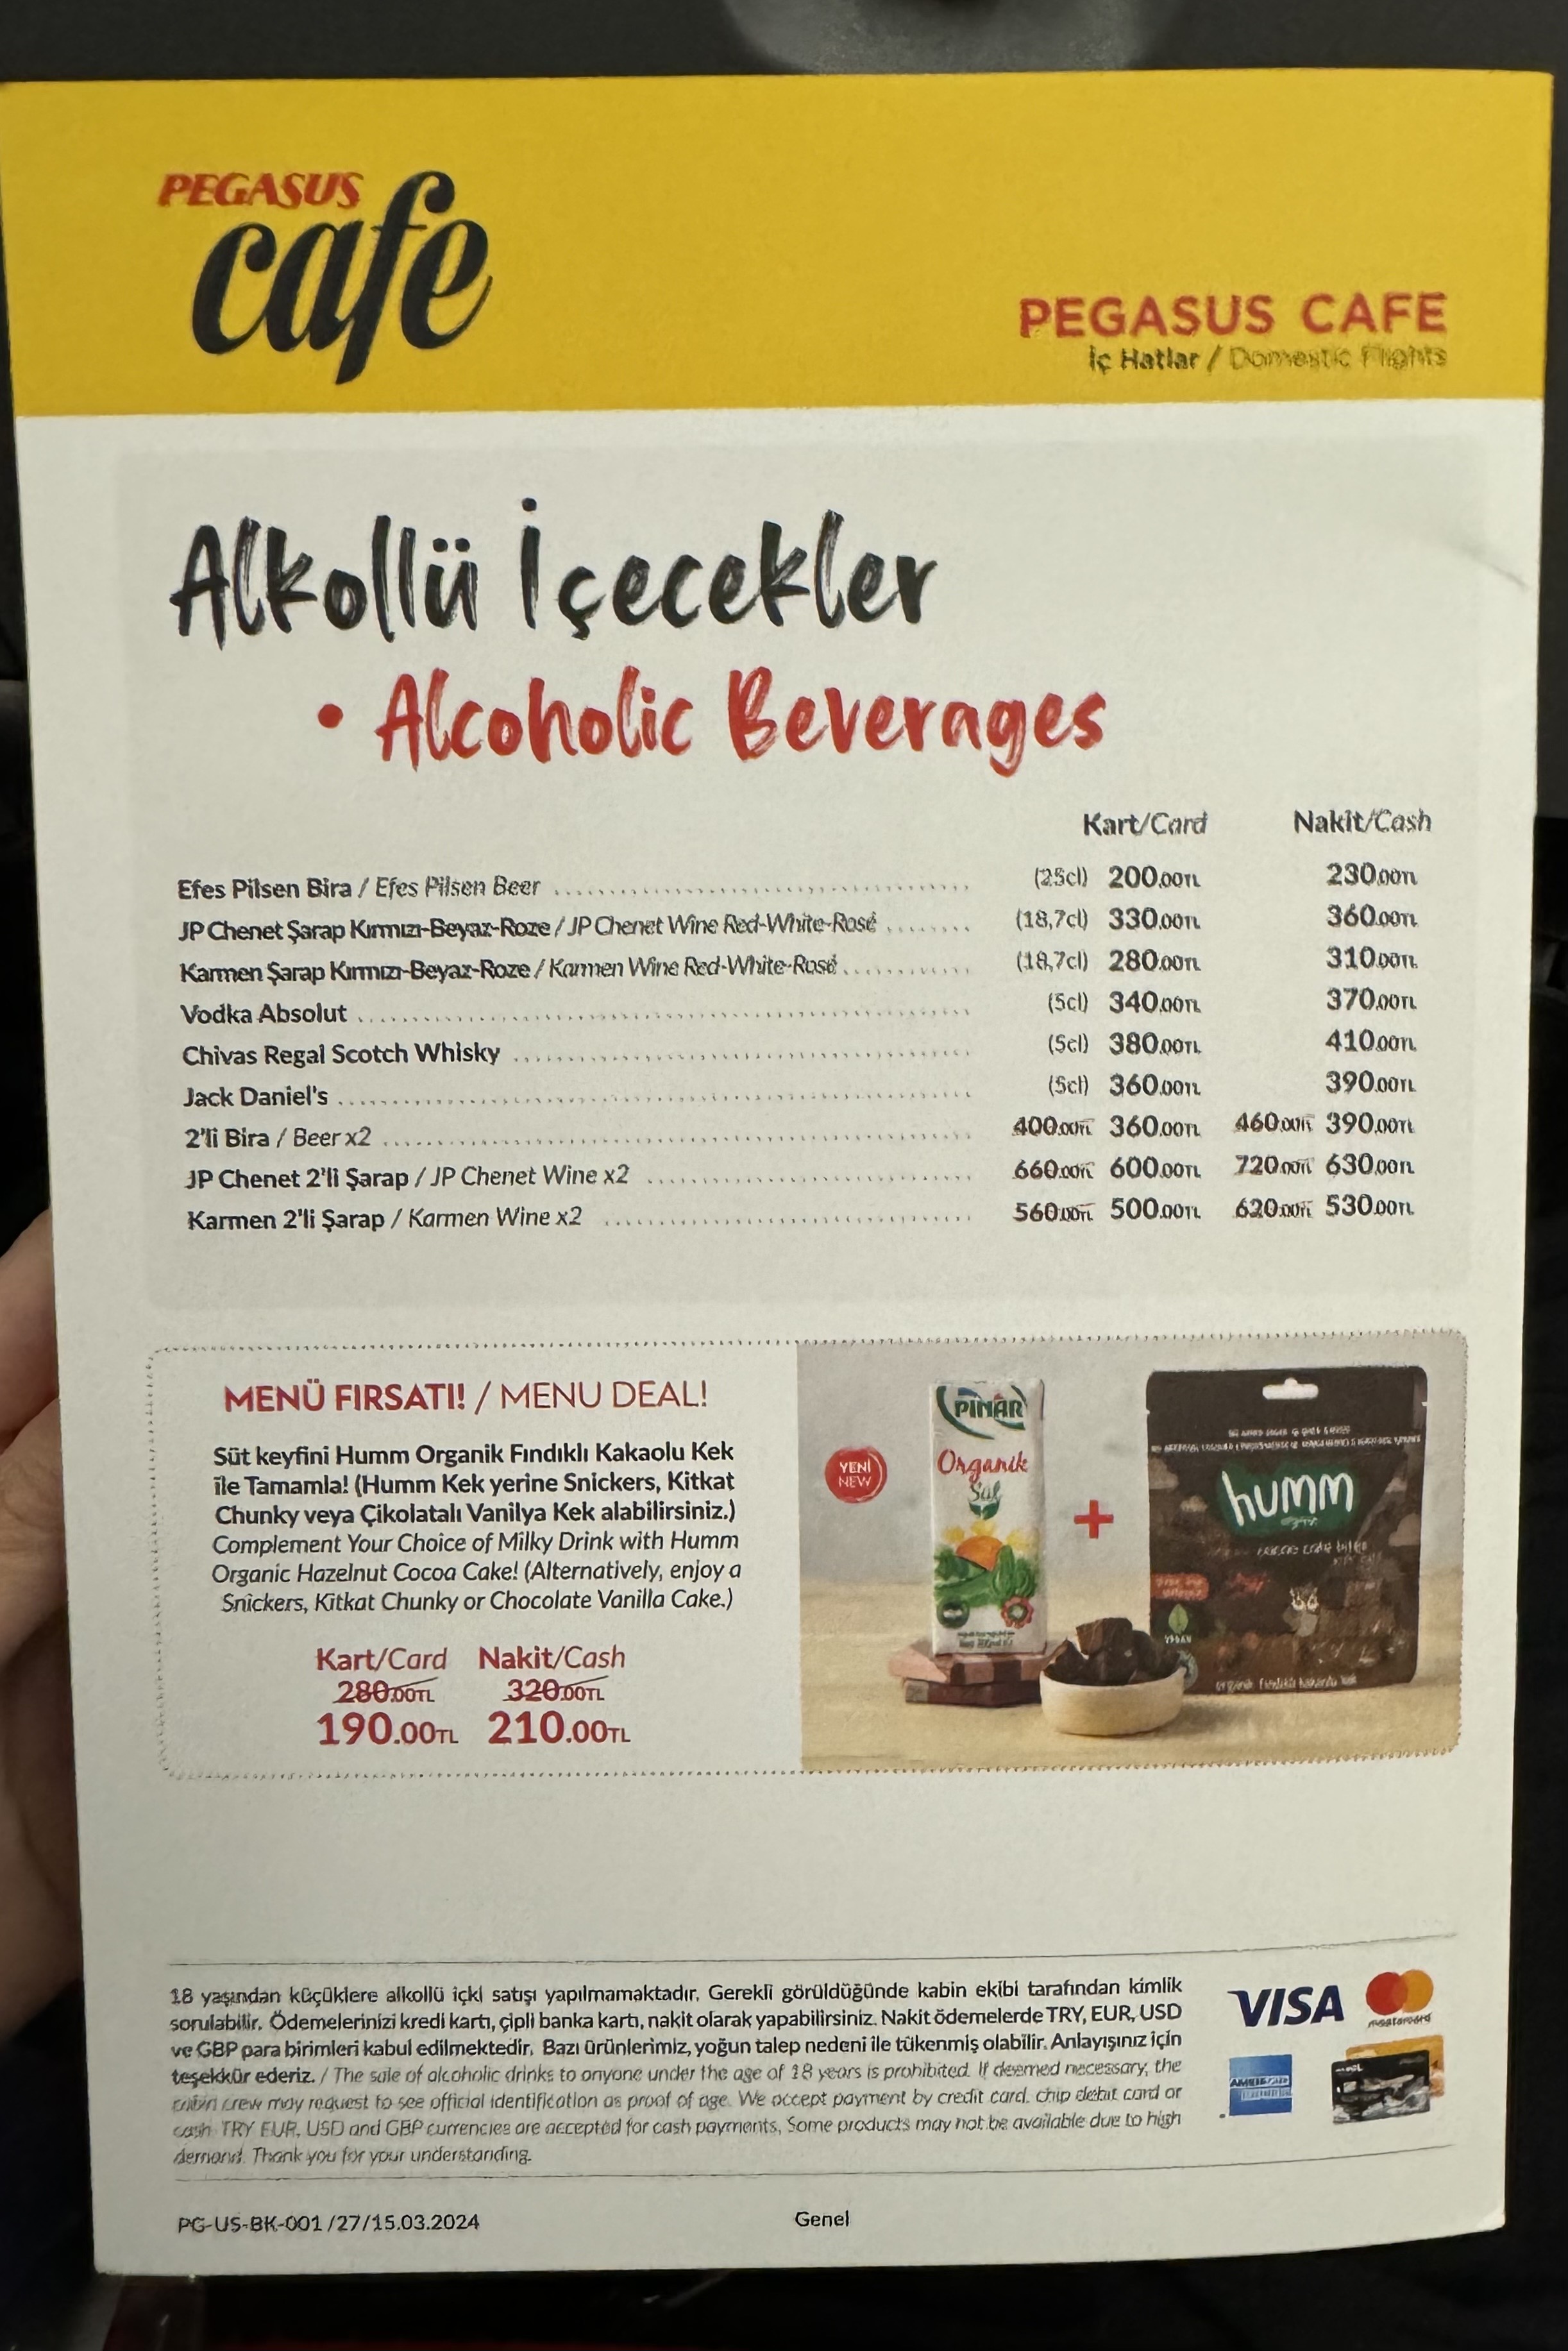 PEGASUS
cafe
PEGASUS CAFE
İç Hatlar / Domestic Flights
Alkollü İçecekler
• Alcoholic Beverages
Kart/Card Nakit/Cash
Efes Pilsen Bira / Efes Pilsen Beer (25cl) 200.00TL 230.00TL
JP Chenet Şarap Kırmızı-Beyaz-Roze / JP Chenet Wine Red-White-Rosé (18,7cl) 330.00TL 360.00TL
Karmen Şarap Kırmızı-Beyaz-Roze / Karmen Wine Red-White-Rosé (18,7cl) 280.00TL 310.00TL
Vodka Absolut (5cl) 340.00TL 370.00TL
Chivas Regal Scotch Whisky (5cl) 380.00TL 410.00TL
Jack Daniel's (5cl) 360.00TL 390.00TL
2'li Bira / Beer x2 400.00TL 360.00TL 460.00TL 390.00TL
JP Chenet 2'li Şarap / JP Chenet Wine x2 660.00TL 600.00TL 720.00TL 630.00TL
Karmen 2'li Şarap / Karmen Wine x2 560.00TL 500.00TL 620.00TL 530.00TL
MENÜ FIRSATI! / MENU DEAL!
Süt keyfini Humm Organik Fındıklı Kakaolu Kek
ile Tamamla! (Humm Kek yerine Snickers, Kitkat
Chunky veya Çikolatalı Vanilya Kek alabilirsiniz.)
Complement Your Choice of Milky Drink with Humm
Organic Hazelnut Cocoa Cake! (Alternatively, enjoy a
Snickers, Kitkat Chunky or Chocolate Vanilla Cake.)
Kart/Card Nakit/Cash
280.00TL 320.00TL
190.00TL 210.00TL
YENİ
NEW
PINAR
Organik
Süt
+
humm
VEGAN
organik fındıklı kakaolu kek
18 yaşından küçüklere alkollü içki satışı yapılmamaktadır. Gerekli görüldüğünde kabin ekibi tarafından kimlik
sorulabilir. Ödemelerinizi kredi kartı, çipli banka kartı, nakit olarak yapabilirsiniz. Nakit ödemelerde TRY, EUR, USD
ve GBP para birimleri kabul edilmektedir. Bazı ürünlerimiz, yoğun talep nedeni ile tükenmiş olabilir. Anlayışınız için
teşekkür ederiz. / The sale of alcoholic drinks to anyone under the age of 18 years is prohibited. If deemed necessary, the
cabin crew may request to see official identification as proof of age. We accept payment by credit card, chip debit card or
cash. TRY EUR, USD and GBP currencies are accepted for cash payments. Some products may not be available due to high
demand. Thank you for your understanding.
VISA
mastercard
PG-US-BK-001 /27/15.03.2024
Genel